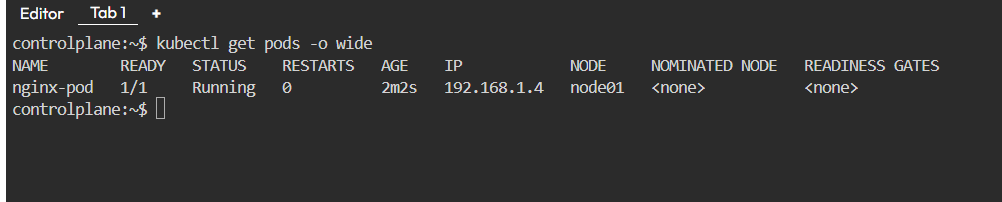 Editor Tab 1 +
controlplane:~$ kubectl get pods -o wide
NAME READY STATUS RESTARTS AGE IP NODE NOMINATED NODE READINESS GATES
nginx-pod 1/1 Running 0 2m2s 192.168.1.4 node01 <none> <none>
controlplane:~$